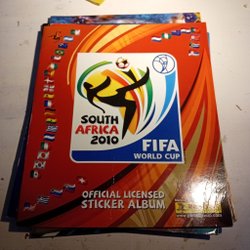 SOUTH
AFRICA
2010
FIFA
WORLD CUP
OFFICIAL LICENSED
STICKER ALBUM